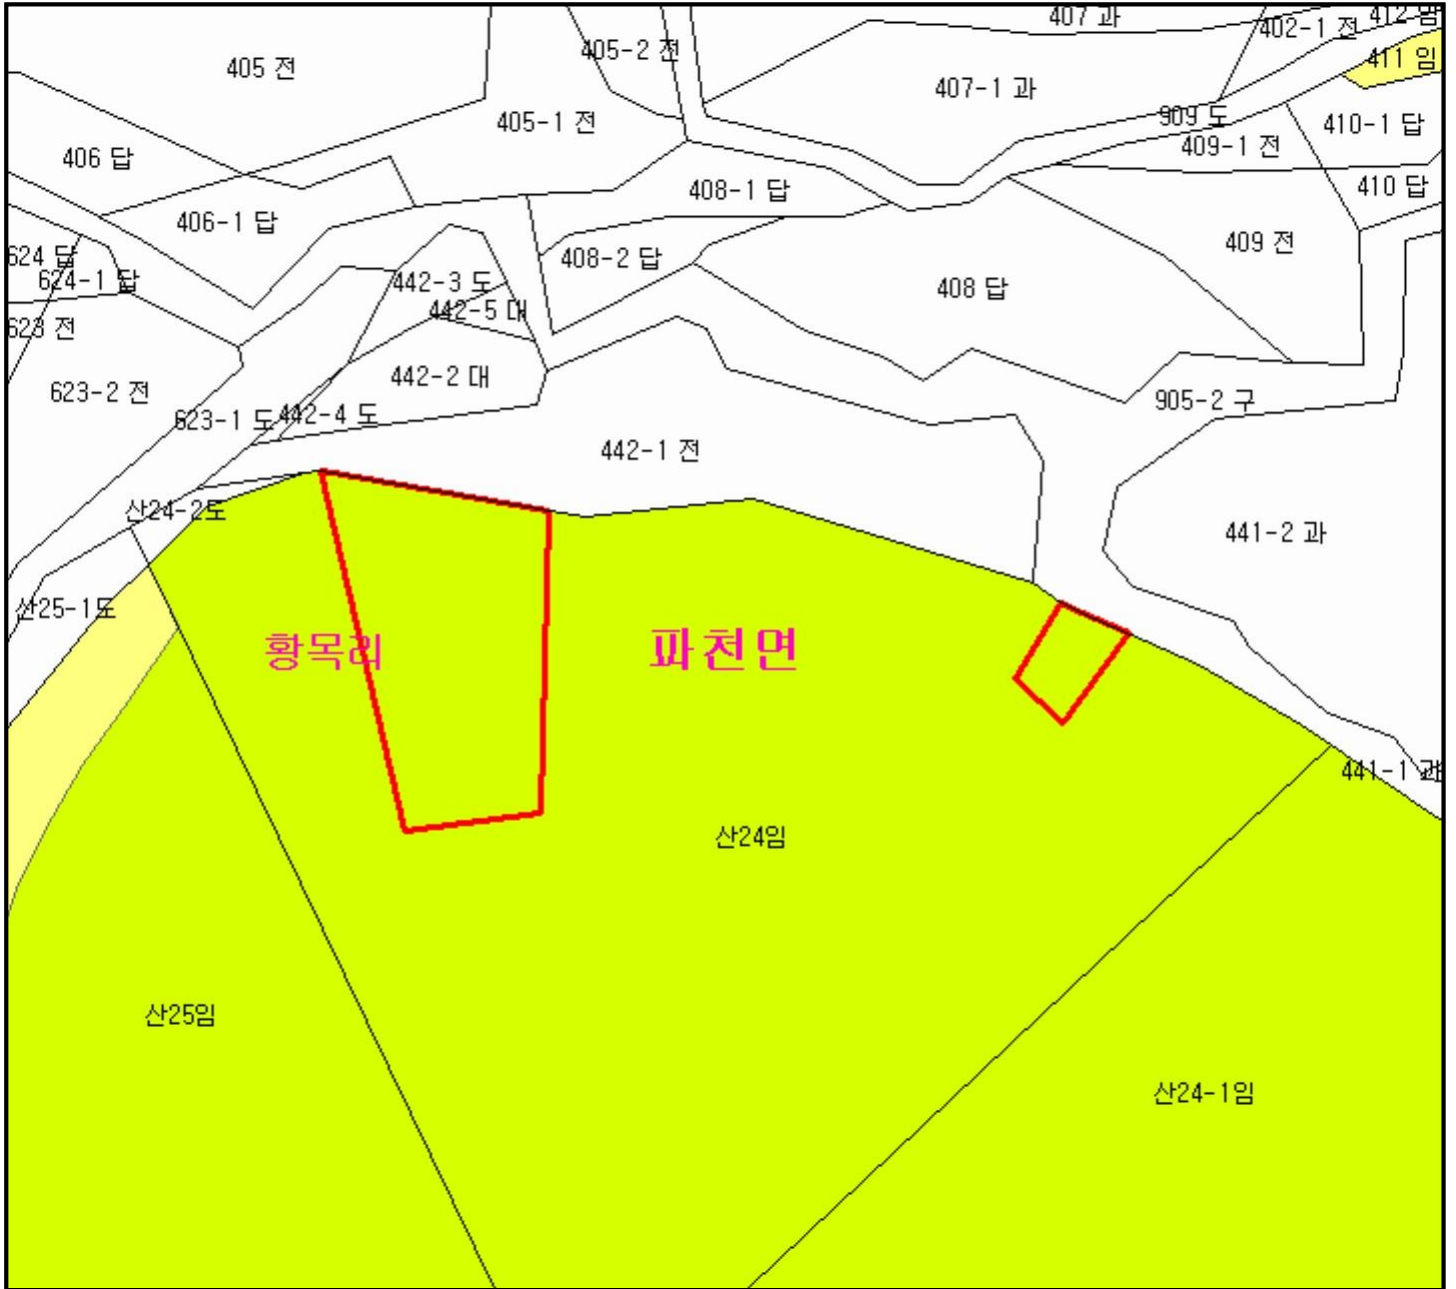 407 과
412 임
402-1 전
405-2 전
411 임
405 전
407-1 과
909 도
405-1 전
410-1 답
409-1 전
406 답
408-1 답
410 답
406-1 답
409 전
624 답
408-2 답
624-1 답
442-3 도
408 답
442-5 대
623 전
442-2 대
623-2 전
905-2 구
442-4 도
623-1 도
442-1 전
산24-2도
441-2 과
산25-1도
황목리
파천면
441-1 과
산24임
산25임
산24-1임